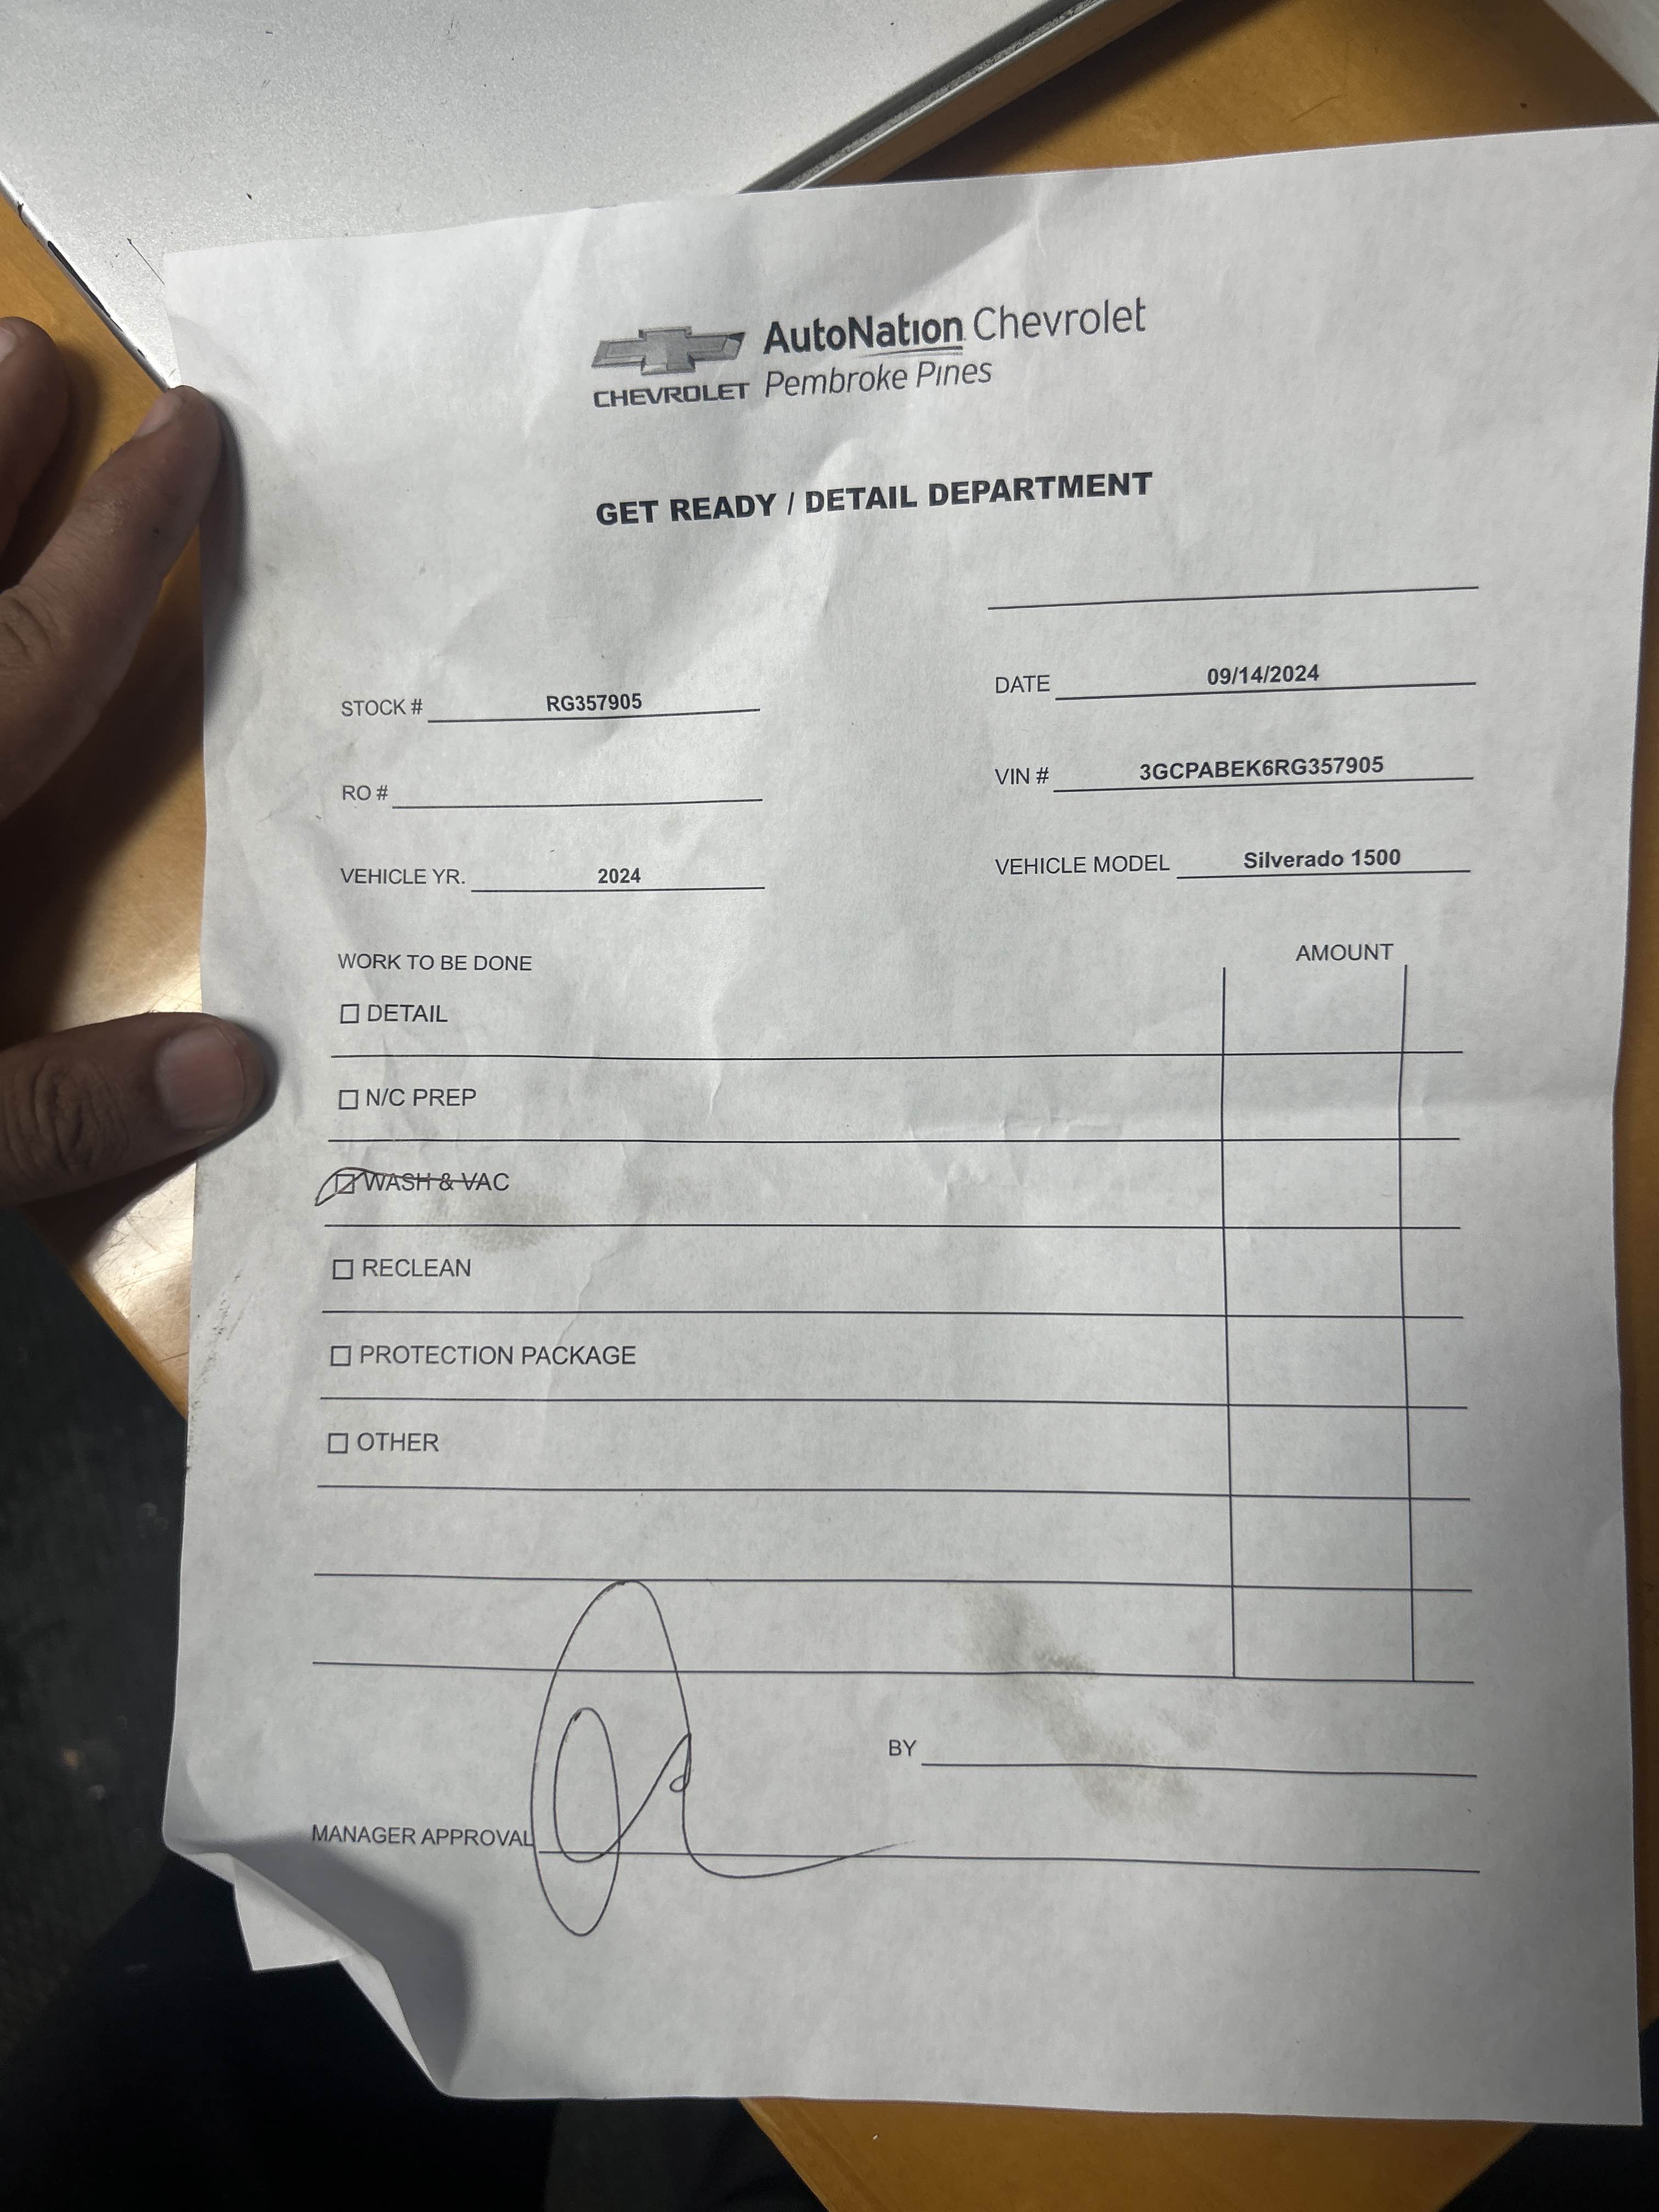 AutoNation Chevrolet
CHEVROLET Pembroke Pines
GET READY / DETAIL DEPARTMENT
STOCK # RG357905
DATE 09/14/2024
RO #
VIN # 3GCPABEK6RG357905
VEHICLE YR. 2024
VEHICLE MODEL Silverado 1500
WORK TO BE DONE
AMOUNT
☐ DETAIL
☐ N/C PREP
☑ WASH & VAC
☐ RECLEAN
☐ PROTECTION PACKAGE
☐ OTHER
BY
MANAGER APPROVAL